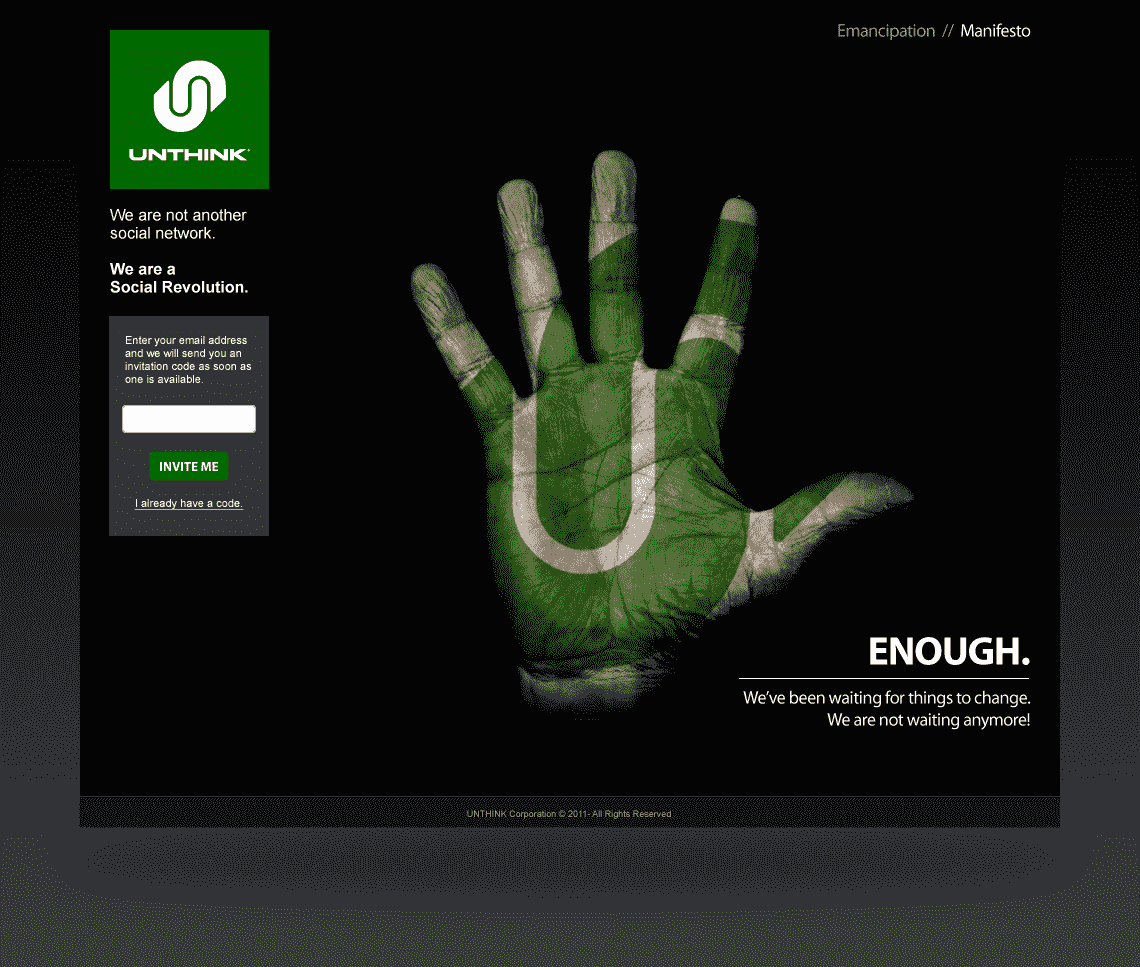 Emancipation // Manifesto
UNTHINK
We are not another
social network.
We are a
Social Revolution.
Enter your email address
and we will send you an
invitation code as soon as
one is available.
INVITE ME
I already have a code.
U
ENOUGH.
We've been waiting for things to change.
We are not waiting anymore!
UNTHINK Corporation © 2011- All Rights Reserved